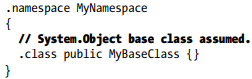 .namespace MyNamespace
{
// System.Object base class assumed.
.class public MyBaseClass {}
}